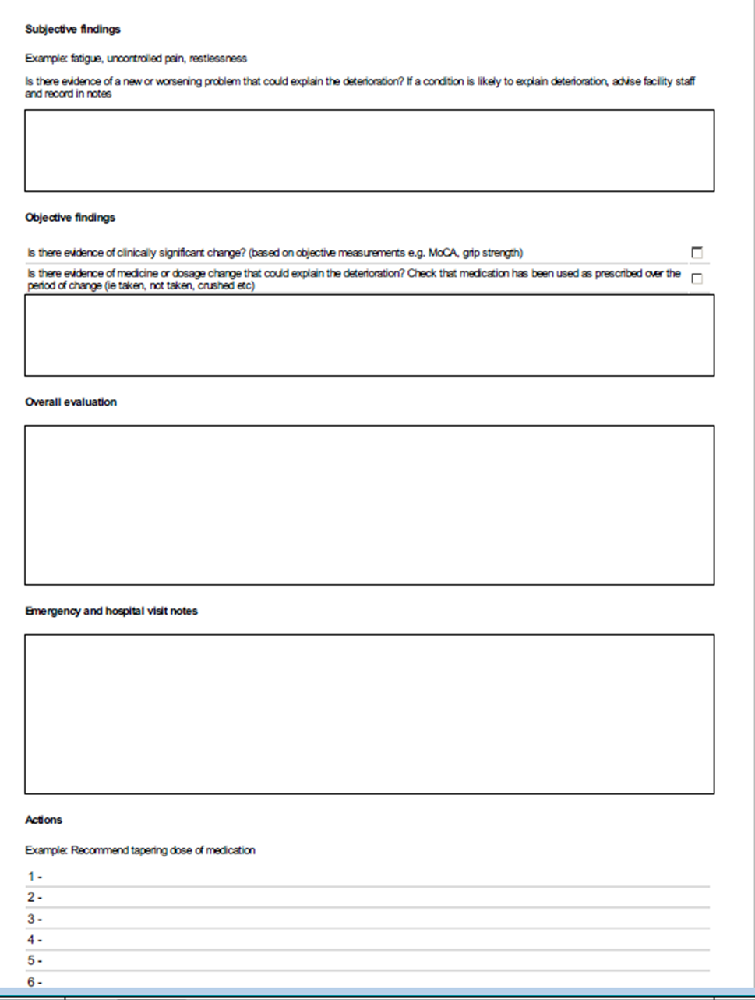 Subjective findings
Example: fatigue, uncontrolled pain, restlessness
Is there evidence of a new or worsening problem that could explain the deterioration? If a condition is likely to explain deterioration, advise facility staff
and record in notes
Objective findings
Is there evidence of clinically significant change? (based on objective measurements e.g. MoCA, grip strength)
Is there evidence of medicine or dosage change that could explain the deterioration? Check that medication has been used as prescribed over the
period of change (ie taken, not taken, crushed etc)
Overall evaluation
Emergency and hospital visit notes
Actions
Example: Recommend tapering dose of medication
1 -
2 -
3 -
4 -
5 -
6 -